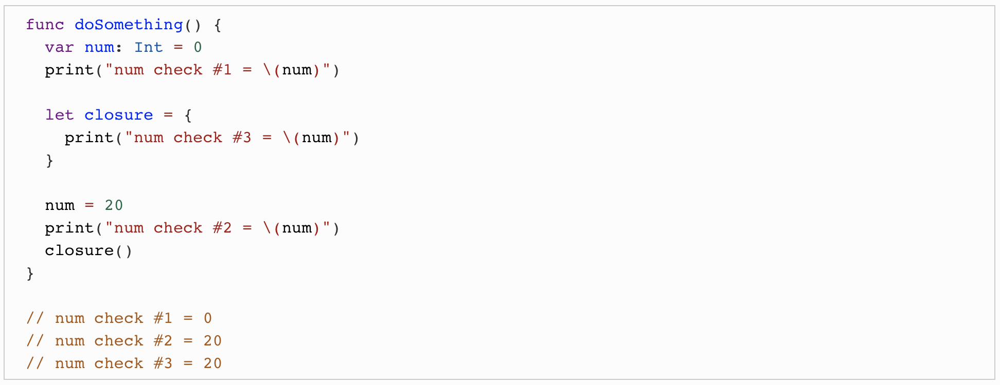 func doSomething() {
  var num: Int = 0
  print("num check #1 = \(num)")
  let closure = {
    print("num check #3 = \(num)")
  }
  num = 20
  print("num check #2 = \(num)")
  closure()
}
// num check #1 = 0
// num check #2 = 20
// num check #3 = 20